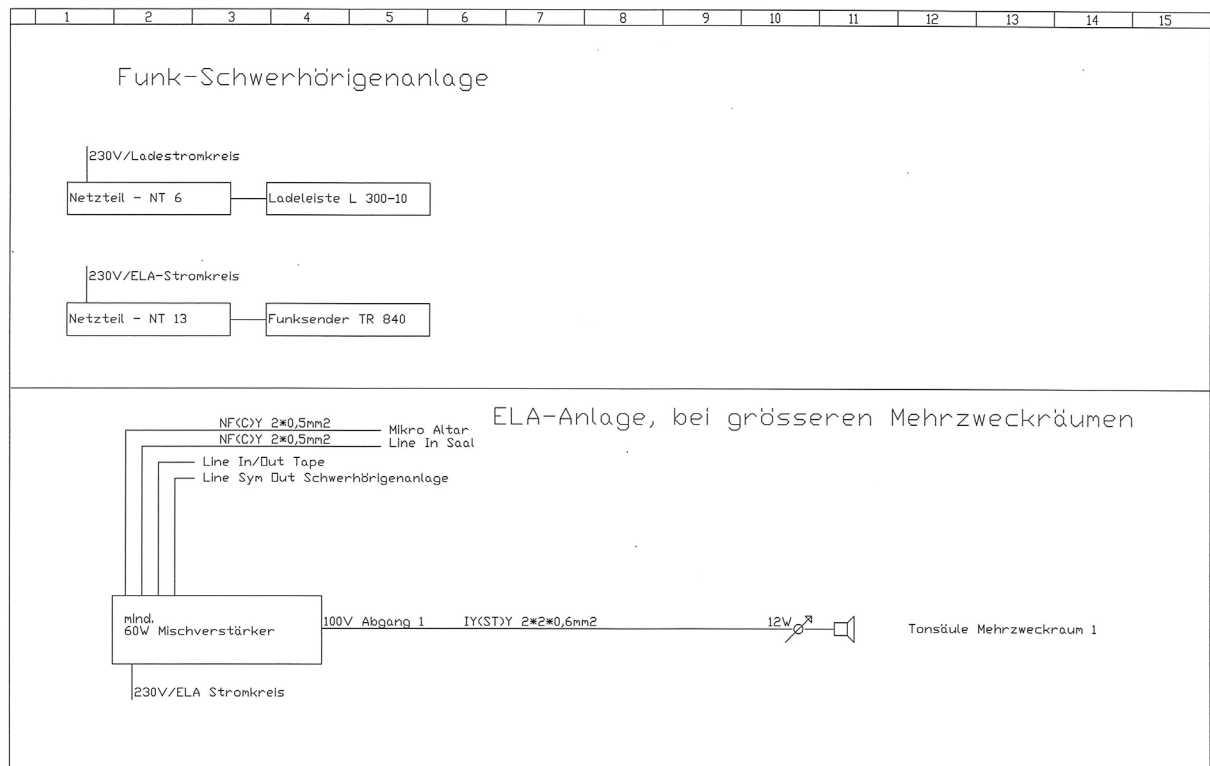 1 2 3 4 5 6 7 8 9 10 11 12 13 14 15
Funk-Schwerhörigenanlage
230V/Ladestromkreis
Netzteil - NT 6
Ladeleiste L 300-10
230V/ELA-Stromkreis
Netzteil - NT 13
Funksender TR 840
ELA-Anlage, bei grösseren Mehrzweckräumen
NF(C)Y 2*0,5mm2
Mikro Altar
NF(C)Y 2*0,5mm2
Line In Saal
Line In/Out Tape
Line Sym Out Schwerhörigenanlage
mind.
60W Mischverstärker
100V Abgang 1
IY(ST)Y 2*2*0,6mm2
12W
Tonsäule Mehrzweckraum 1
230V/ELA Stromkreis